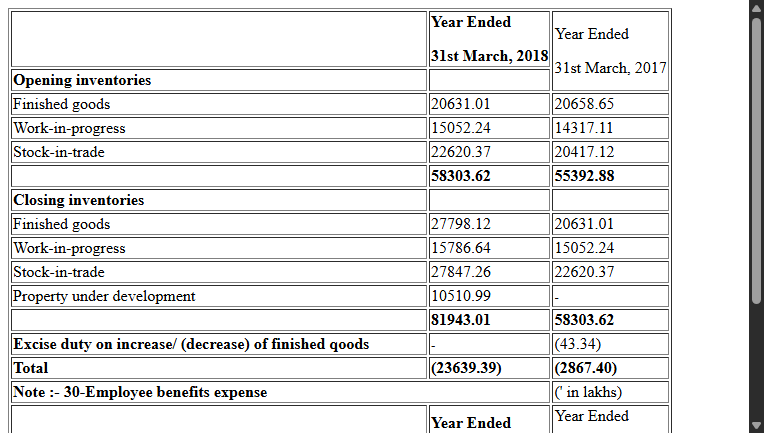 Year Ended Year Ended
31st March, 2018 31st March, 2017
Opening inventories
Finished goods 20631.01 20658.65
Work-in-progress 15052.24 14317.11
Stock-in-trade 22620.37 20417.12
58303.62 55392.88
Closing inventories
Finished goods 27798.12 20631.01
Work-in-progress 15786.64 15052.24
Stock-in-trade 27847.26 22620.37
Property under development 10510.99 -
81943.01 58303.62
Excise duty on increase/ (decrease) of finished qoods - (43.34)
Total (23639.39) (2867.40)
Note :- 30-Employee benefits expense (' in lakhs)
Year Ended Year Ended